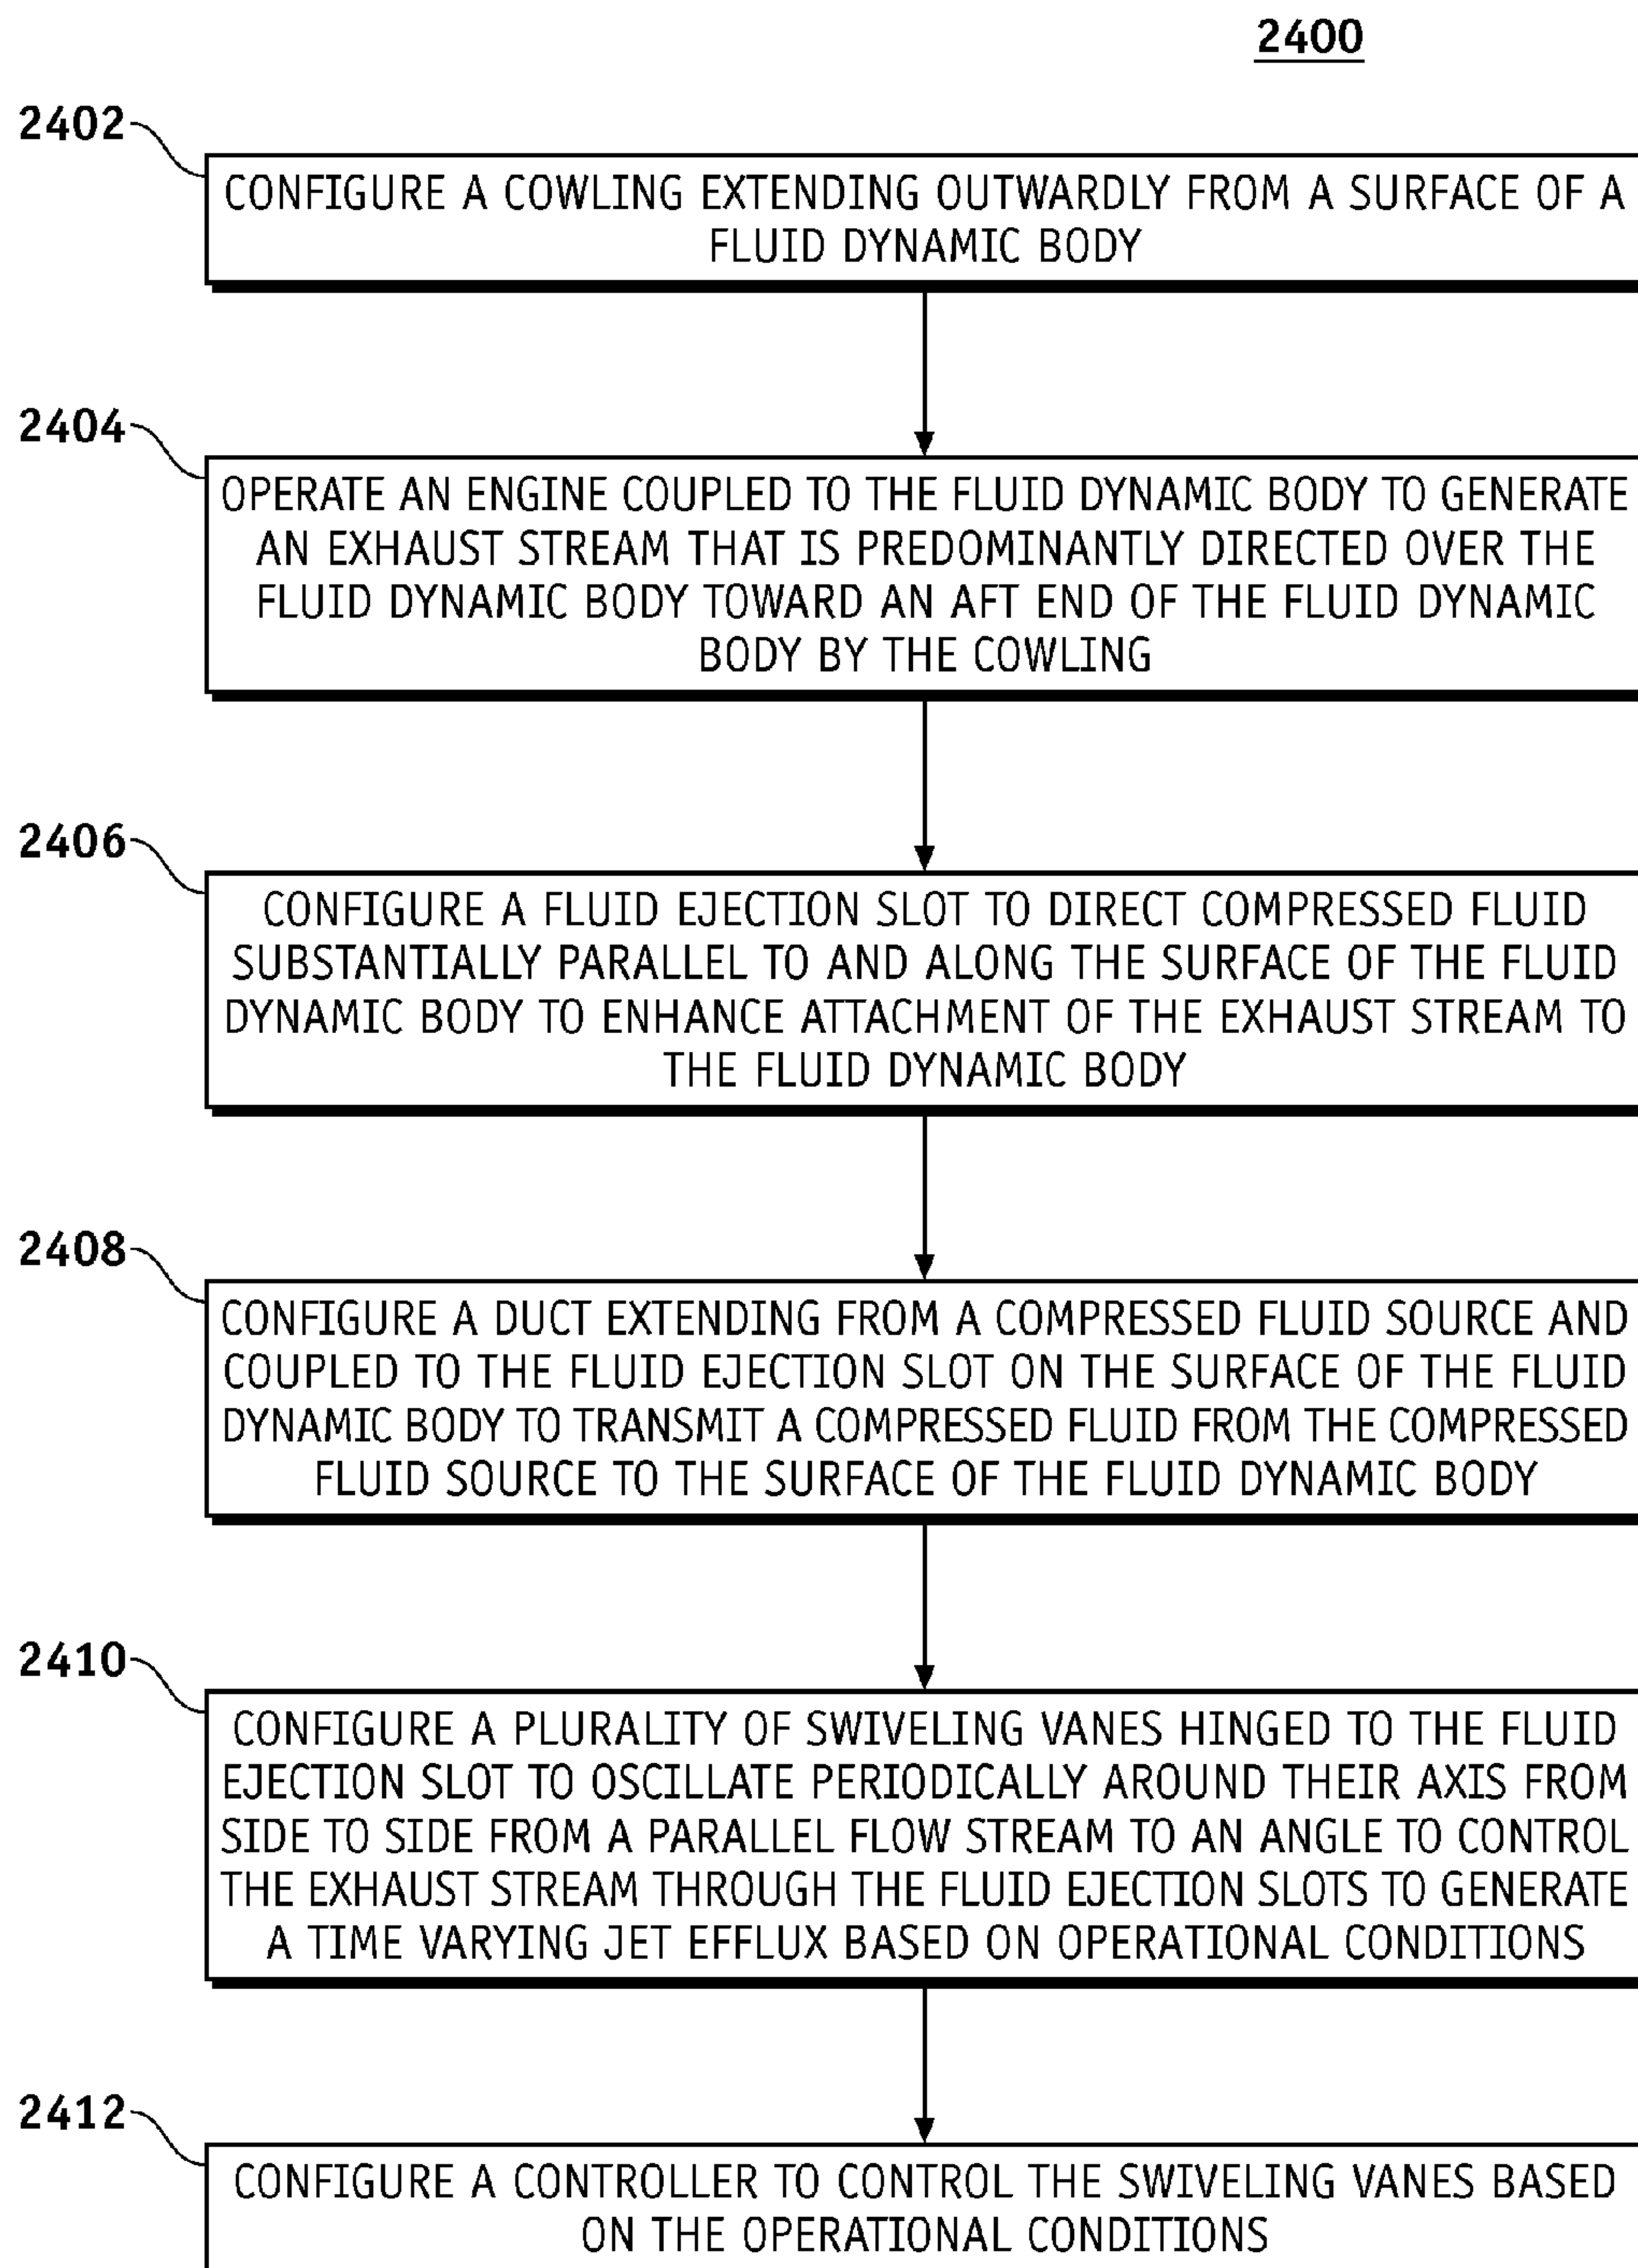 2400
2402
CONFIGURE A COWLING EXTENDING OUTWARDLY FROM A SURFACE OF A
FLUID DYNAMIC BODY
2404
OPERATE AN ENGINE COUPLED TO THE FLUID DYNAMIC BODY TO GENERATE
AN EXHAUST STREAM THAT IS PREDOMINANTLY DIRECTED OVER THE
FLUID DYNAMIC BODY TOWARD AN AFT END OF THE FLUID DYNAMIC
BODY BY THE COWLING
2406
CONFIGURE A FLUID EJECTION SLOT TO DIRECT COMPRESSED FLUID
SUBSTANTIALLY PARALLEL TO AND ALONG THE SURFACE OF THE FLUID
DYNAMIC BODY TO ENHANCE ATTACHMENT OF THE EXHAUST STREAM TO
THE FLUID DYNAMIC BODY
2408
CONFIGURE A DUCT EXTENDING FROM A COMPRESSED FLUID SOURCE AND
COUPLED TO THE FLUID EJECTION SLOT ON THE SURFACE OF THE FLUID
DYNAMIC BODY TO TRANSMIT A COMPRESSED FLUID FROM THE COMPRESSED
FLUID SOURCE TO THE SURFACE OF THE FLUID DYNAMIC BODY
2410
CONFIGURE A PLURALITY OF SWIVELING VANES HINGED TO THE FLUID
EJECTION SLOT TO OSCILLATE PERIODICALLY AROUND THEIR AXIS FROM
SIDE TO SIDE FROM A PARALLEL FLOW STREAM TO AN ANGLE TO CONTROL
THE EXHAUST STREAM THROUGH THE FLUID EJECTION SLOTS TO GENERATE
A TIME VARYING JET EFFLUX BASED ON OPERATIONAL CONDITIONS
2412
CONFIGURE A CONTROLLER TO CONTROL THE SWIVELING VANES BASED
ON THE OPERATIONAL CONDITIONS